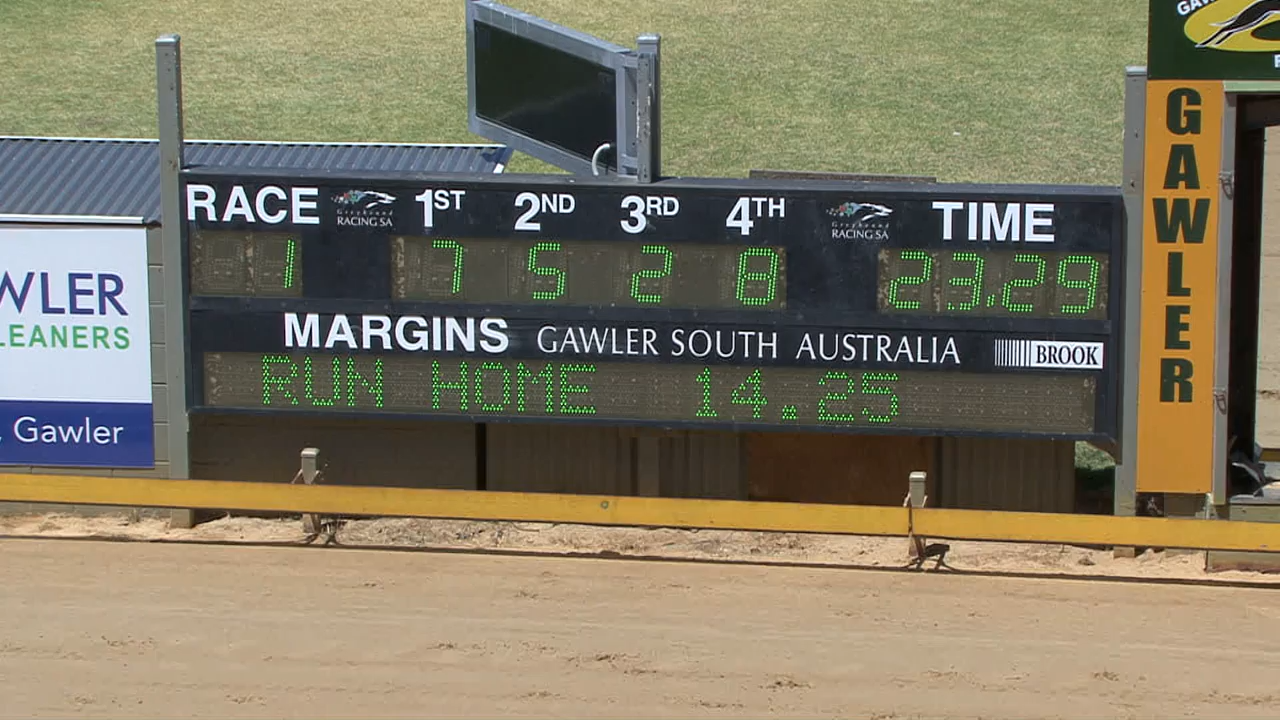 GAWLER
RACE Greyhound RACING SA 1ST 2ND 3RD 4TH Greyhound RACING SA TIME
1 7 5 2 8 23.29
MARGINS GAWLER SOUTH AUSTRALIA BROOK
RUN HOME 14.25
WLER
LEANERS
, Gawler